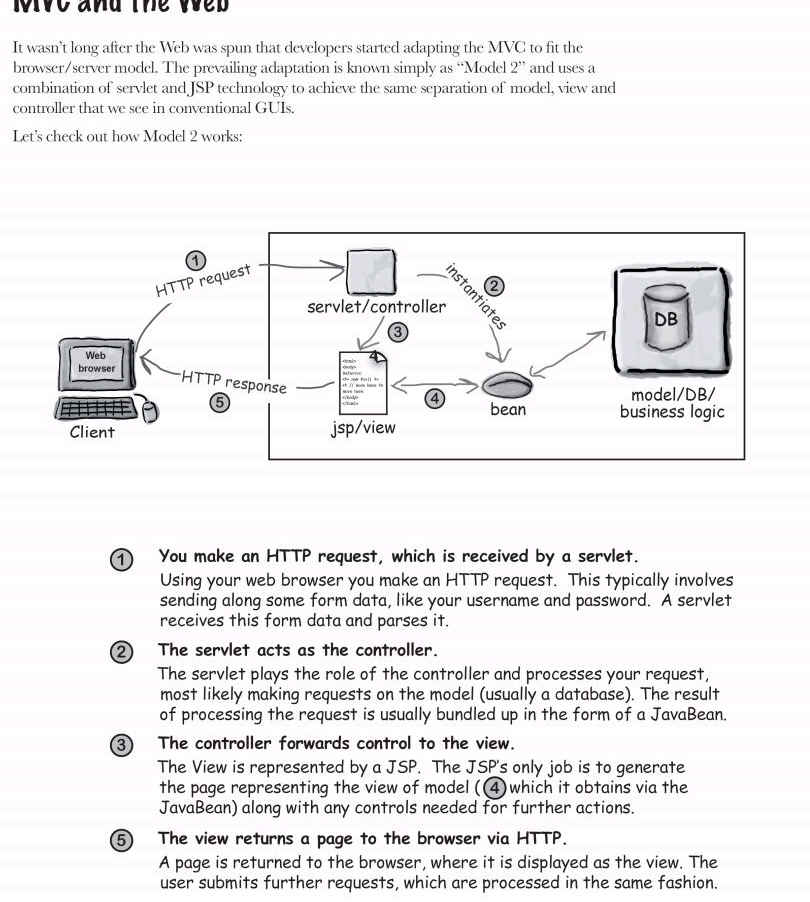 MVC and the Web
It wasn't long after the Web was spun that developers started adapting the MVC to fit the
browser/server model. The prevailing adaptation is known simply as “Model 2” and uses a
combination of servlet and JSP technology to achieve the same separation of model, view and
controller that we see in conventional GUIs.
Let's check out how Model 2 works:
1
HTTP request
servlet/controller
instantiates
2
3
DB
Web
browser
HTTP response
5
4
bean
model/DB/
business logic
jsp/view
Client
1 You make an HTTP request, which is received by a servlet.
Using your web browser you make an HTTP request. This typically involves
sending along some form data, like your username and password. A servlet
receives this form data and parses it.
2 The servlet acts as the controller.
The servlet plays the role of the controller and processes your request,
most likely making requests on the model (usually a database). The result
of processing the request is usually bundled up in the form of a JavaBean.
3 The controller forwards control to the view.
The View is represented by a JSP. The JSP's only job is to generate
the page representing the view of model (4 which it obtains via the
JavaBean) along with any controls needed for further actions.
5 The view returns a page to the browser via HTTP.
A page is returned to the browser, where it is displayed as the view. The
user submits further requests, which are processed in the same fashion.